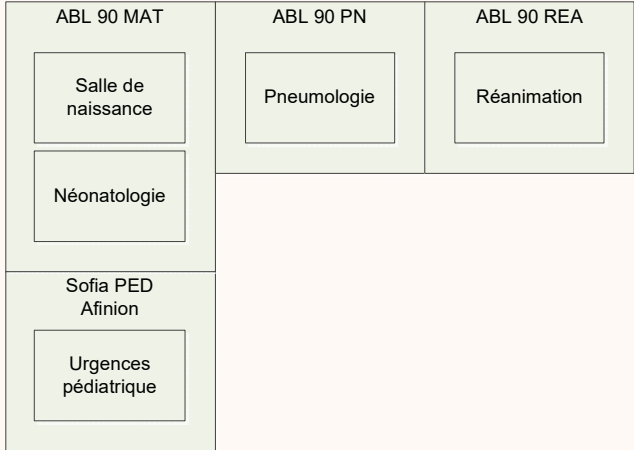 ABL 90 MAT
Salle de
naissance
Néonatologie
ABL 90 PN
Pneumologie
ABL 90 REA
Réanimation
Sofia PED
Afinion
Urgences
pédiatrique